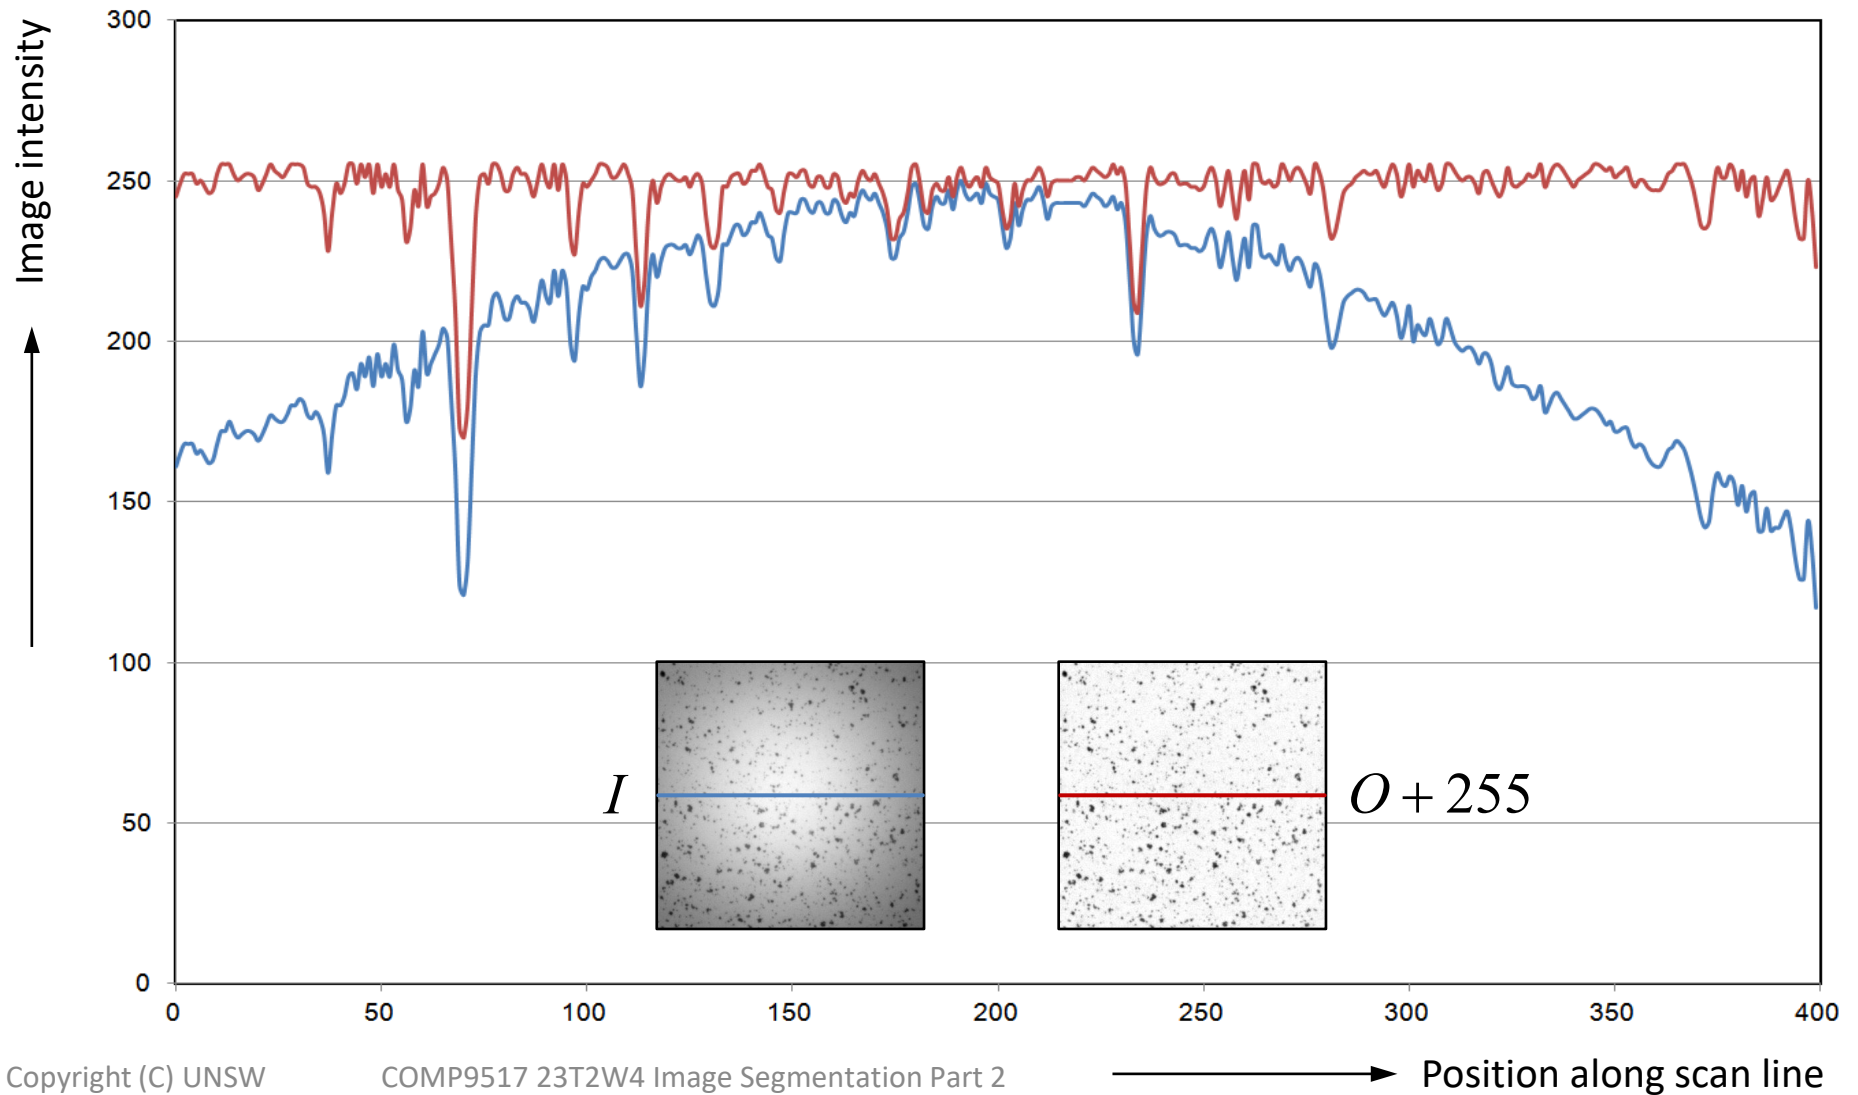 Image intensity
300
250
200
150
100
50
0
I
O + 255
0 50 100 150 200 250 300 350 400
Copyright (C) UNSW
COMP9517 23T2W4 Image Segmentation Part 2
Position along scan line